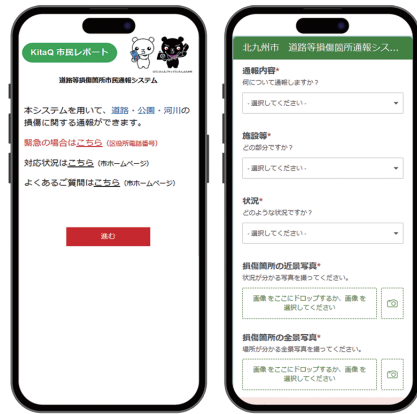 KitaQ 市民レポート
道路等損傷箇所市民通報システム
本システムを用いて、道路・公園・河川の
損傷に関する通報ができます。
緊急の場合はこちら (区役所電話番号)
対応状況はこちら (市ホームページ)
よくあるご質問はこちら (市ホームページ)
進む
北九州市 道路等損傷箇所通報シス...
通報内容*
何について通報しますか?
- 選択してください -
施設等*
どの部分ですか?
- 選択してください -
状況*
どのような状況ですか?
- 選択してください -
損傷箇所の近景写真*
状況が分かる写真を撮ってください。
画像 をここにドロップするか、画像 を
選択してください
損傷箇所の全景写真*
場所が分かる全景写真を撮ってください。
画像 をここにドロップするか、画像 を
選択してください